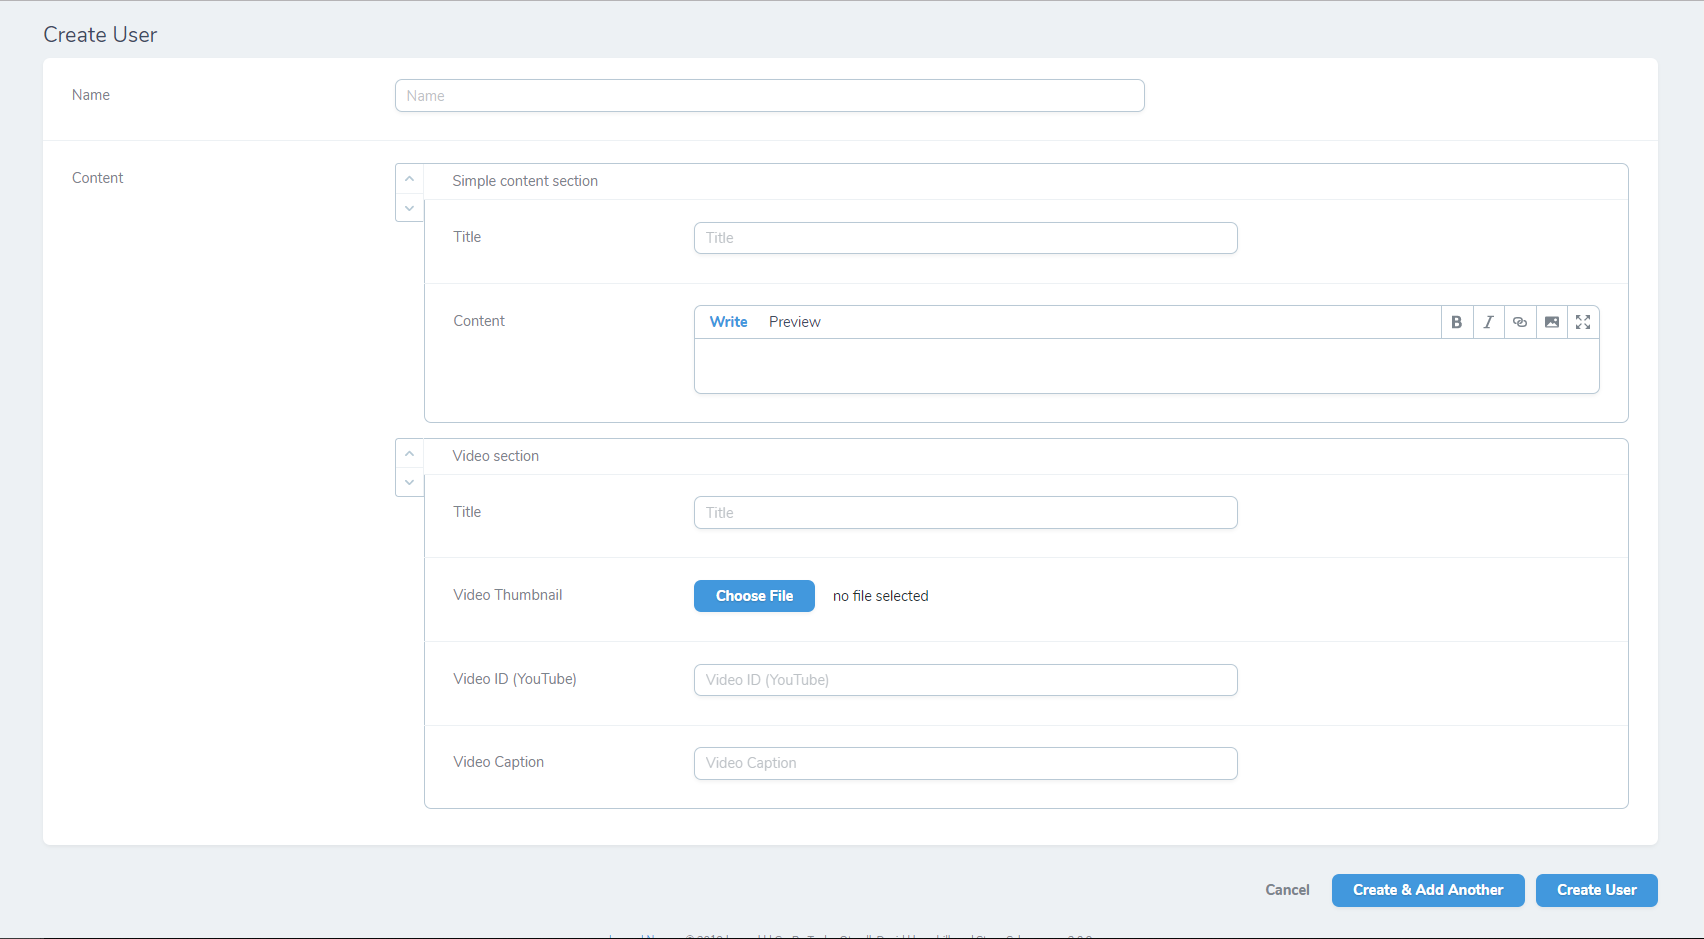 Create User
Name
Name
Content
Simple content section
Title
Title
Content
Write Preview B I
Video section
Title
Title
Video Thumbnail
Choose File no file selected
Video ID (YouTube)
Video ID (YouTube)
Video Caption
Video Caption
Cancel Create & Add Another Create User